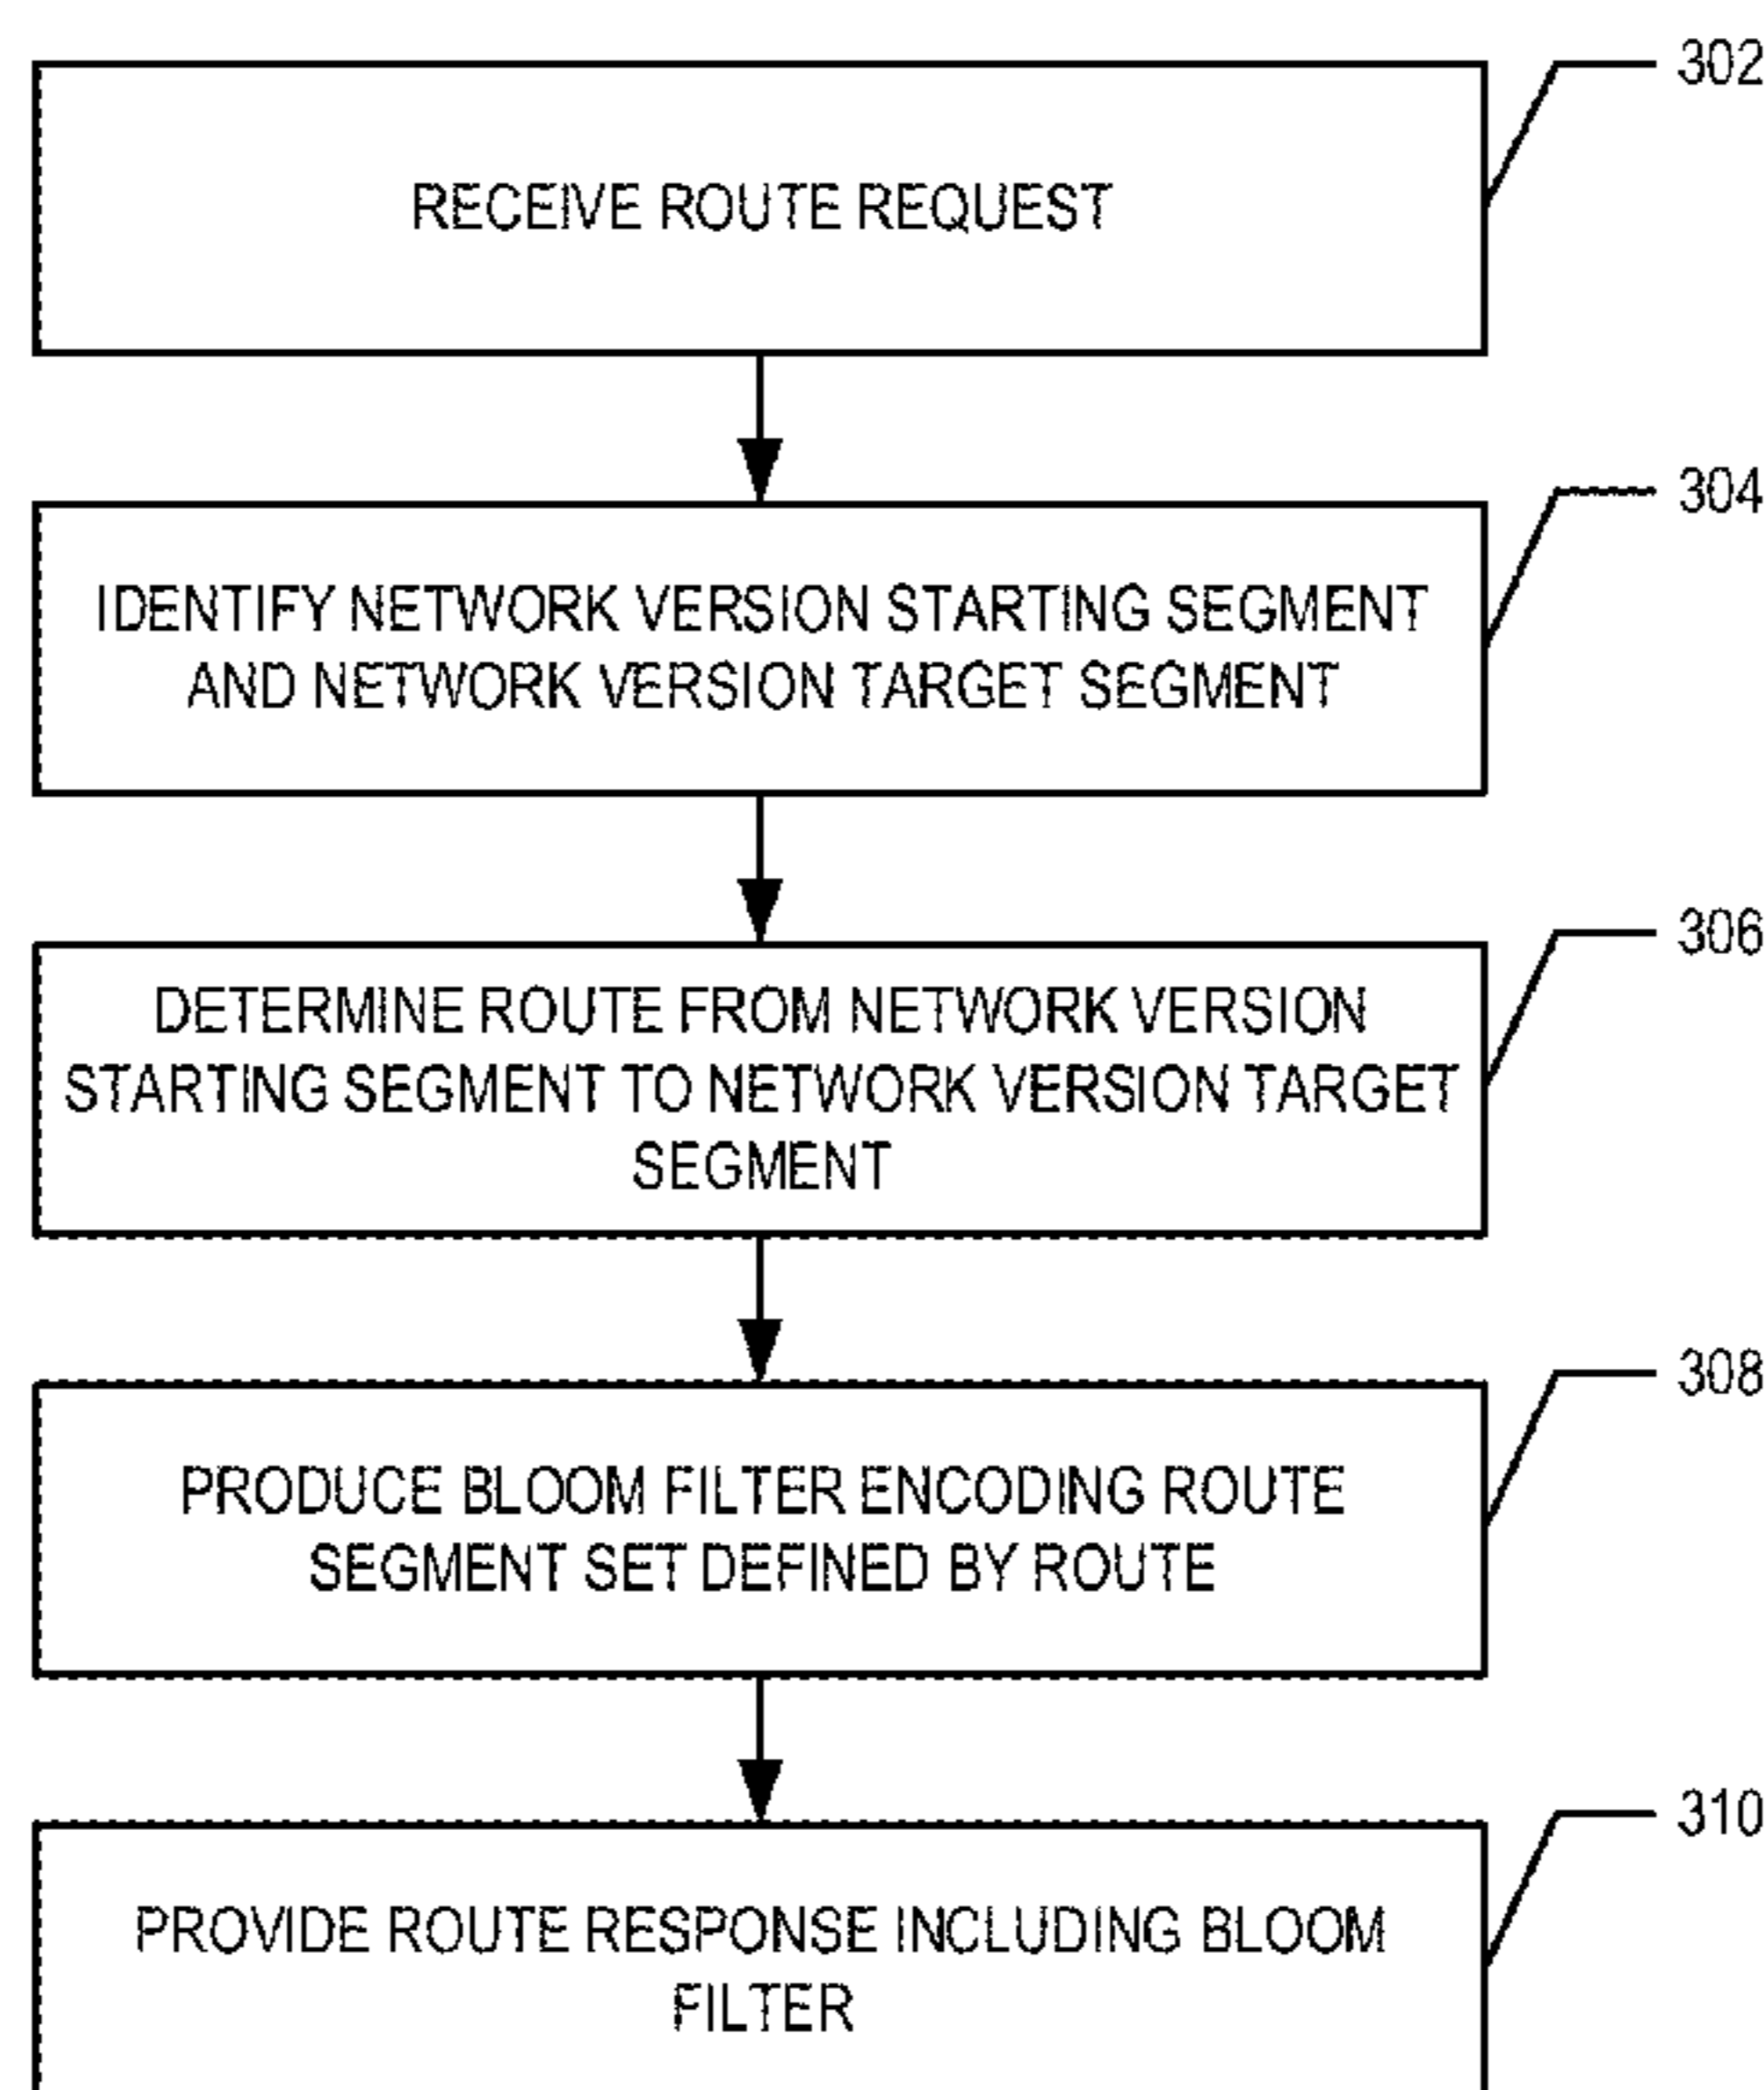 302
RECEIVE ROUTE REQUEST
304
IDENTIFY NETWORK VERSION STARTING SEGMENT
AND NETWORK VERSION TARGET SEGMENT
306
DETERMINE ROUTE FROM NETWORK VERSION
STARTING SEGMENT TO NETWORK VERSION TARGET
SEGMENT
308
PRODUCE BLOOM FILTER ENCODING ROUTE
SEGMENT SET DEFINED BY ROUTE
310
PROVIDE ROUTE RESPONSE INCLUDING BLOOM
FILTER